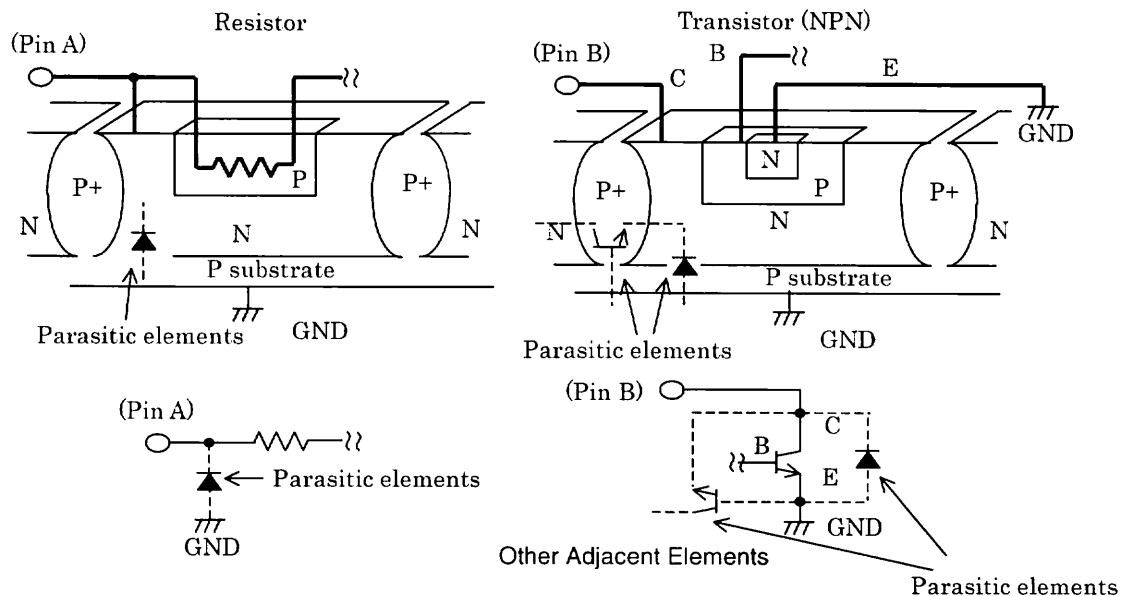 Resistor
(Pin A)
P+
P
P+
N
N
N
P substrate
Parasitic elements
GND
Transistor (NPN)
(Pin B)
B
C
E
GND
N
P+
P
P+
N
N
N
P substrate
Parasitic elements
GND
(Pin A)
Parasitic elements
GND
(Pin B)
C
B
E
GND
Other Adjacent Elements
Parasitic elements